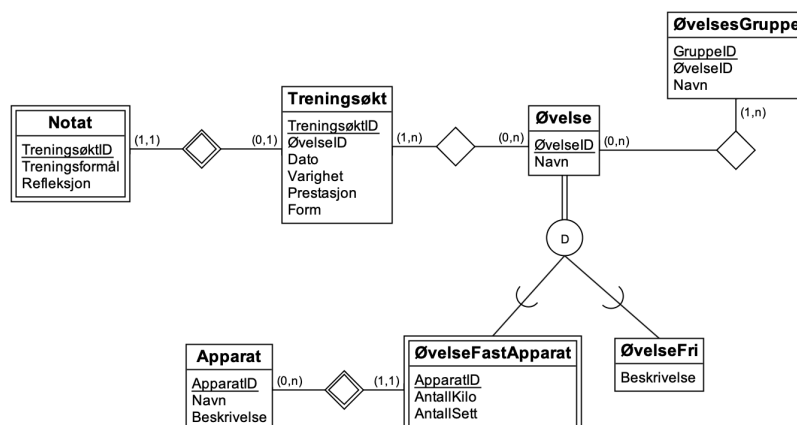 ØvelsesGruppe
GruppeID
ØvelseID
Navn
(1,n)
Notat
TreningsøktID
Treningsformål
Refleksjon
(1,1)
(0,1)
Treningsøkt
TreningsøktID
ØvelseID
Dato
Varighet
Prestasjon
Form
(1,n)
(0,n)
Øvelse
ØvelseID
Navn
(0,n)
D
Apparat
ApparatID
Navn
Beskrivelse
(0,n)
(1,1)
ØvelseFastApparat
ApparatID
AntallKilo
AntallSett
ØvelseFri
Beskrivelse